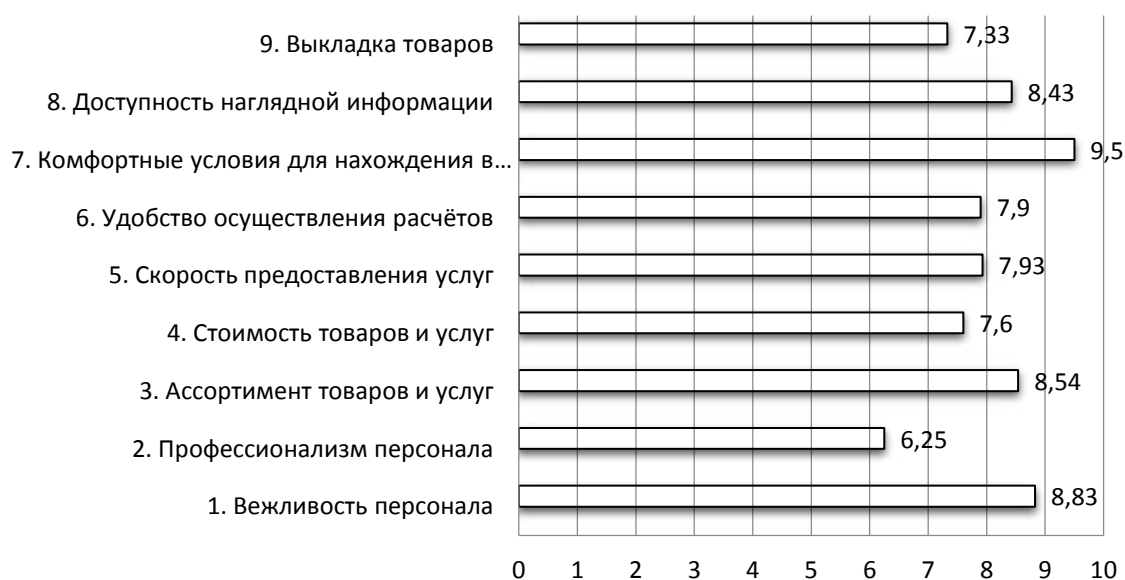 9. Выкладка товаров 7,33
8. Доступность наглядной информации 8,43
7. Комфортные условия для нахождения в... 9,5
6. Удобство осуществления расчётов 7,9
5. Скорость предоставления услуг 7,93
4. Стоимость товаров и услуг 7,6
3. Ассортимент товаров и услуг 8,54
2. Профессионализм персонала 6,25
1. Вежливость персонала 8,83
0 1 2 3 4 5 6 7 8 9 10